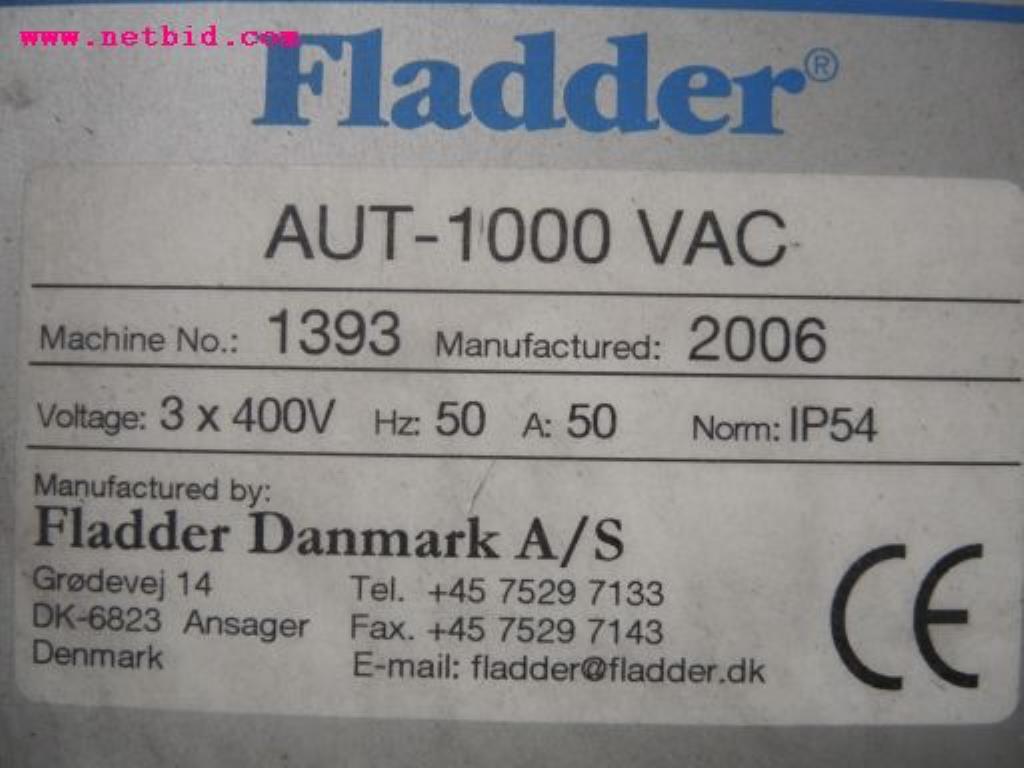 www.netbid.com
Fladder®
AUT-1000 VAC
Machine No.: 1393 Manufactured: 2006
Voltage: 3 x 400V Hz: 50 A: 50 Norm: IP54
Manufactured by:
Fladder Danmark A/S
Grødevej 14 Tel. +45 7529 7133
DK-6823 Ansager Fax. +45 7529 7143
Denmark E-mail: fladder@fladder.dk
CE